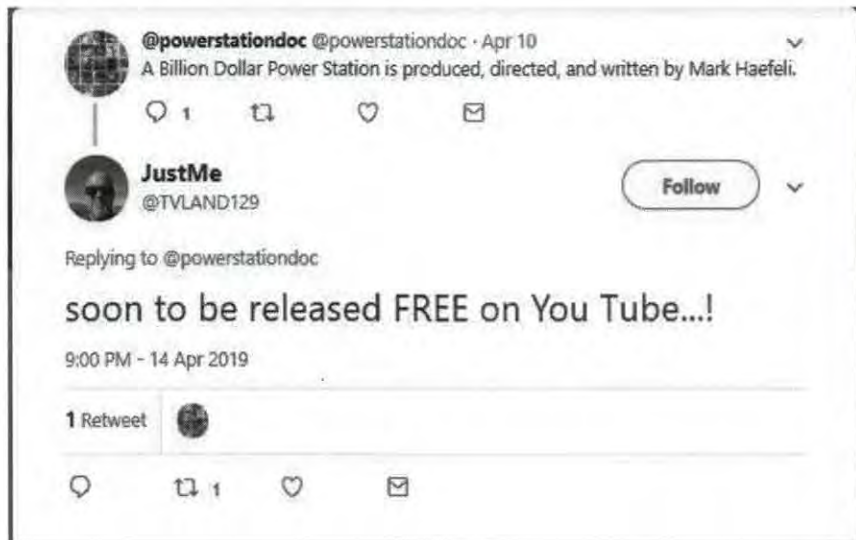 @powerstationdoc @powerstationdoc · Apr 10
A Billion Dollar Power Station is produced, directed, and written by Mark Haefeli.
1
JustMe
@TVLAND129
Follow
Replying to @powerstationdoc
soon to be released FREE on You Tube...!
9:00 PM - 14 Apr 2019
1 Retweet
1